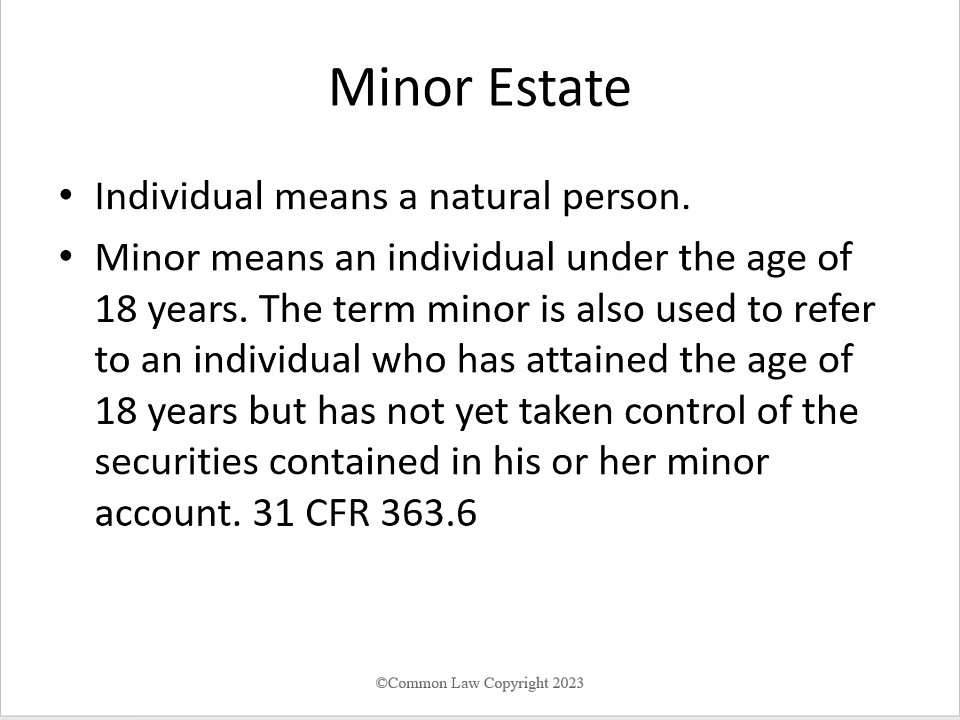 Minor Estate
• Individual means a natural person.
• Minor means an individual under the age of
18 years. The term minor is also used to refer
to an individual who has attained the age of
18 years but has not yet taken control of the
securities contained in his or her minor
account. 31 CFR 363.6
©Common Law Copyright 2023